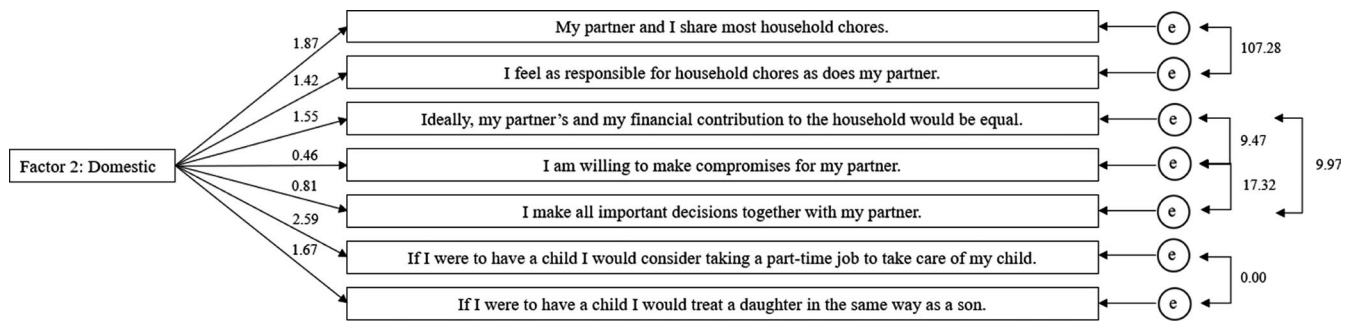 My partner and I share most household chores.
e
107.28
1.87
I feel as responsible for household chores as does my partner.
e
1.42
Ideally, my partner’s and my financial contribution to the household would be equal.
e
1.55
9.47
Factor 2: Domestic
0.46
I am willing to make compromises for my partner.
e
9.97
17.32
0.81
I make all important decisions together with my partner.
e
2.59
If I were to have a child I would consider taking a part-time job to take care of my child.
e
1.67
0.00
If I were to have a child I would treat a daughter in the same way as a son.
e